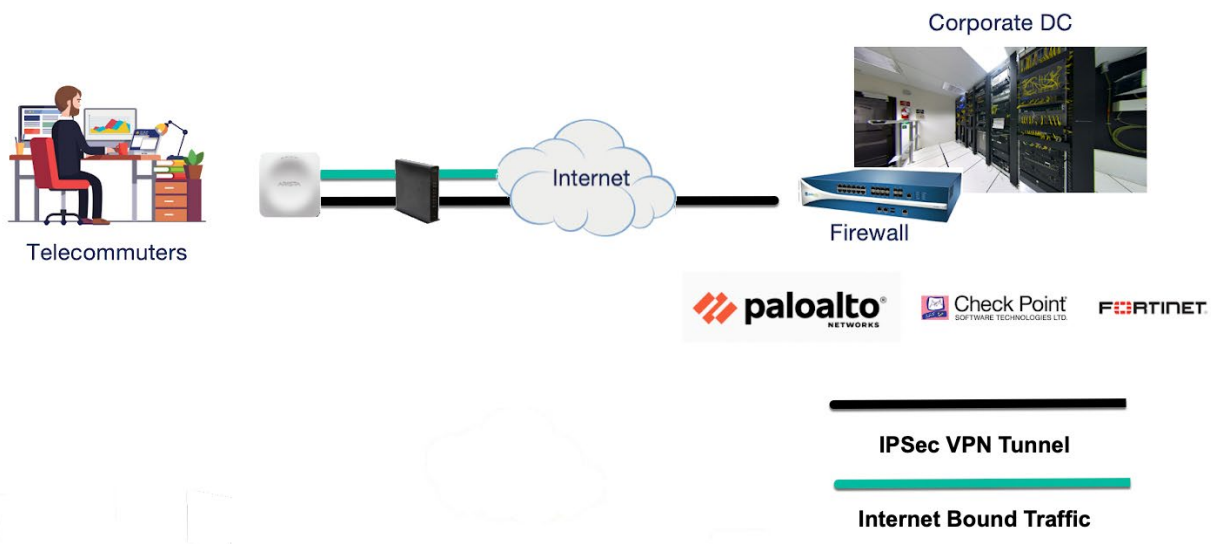 Corporate DC
ARISTA
Internet
Firewall
Telecommuters
paloalto®
NETWORKS
Check Point
SOFTWARE TECHNOLOGIES LTD.
FORTINET
IPSec VPN Tunnel
Internet Bound Traffic